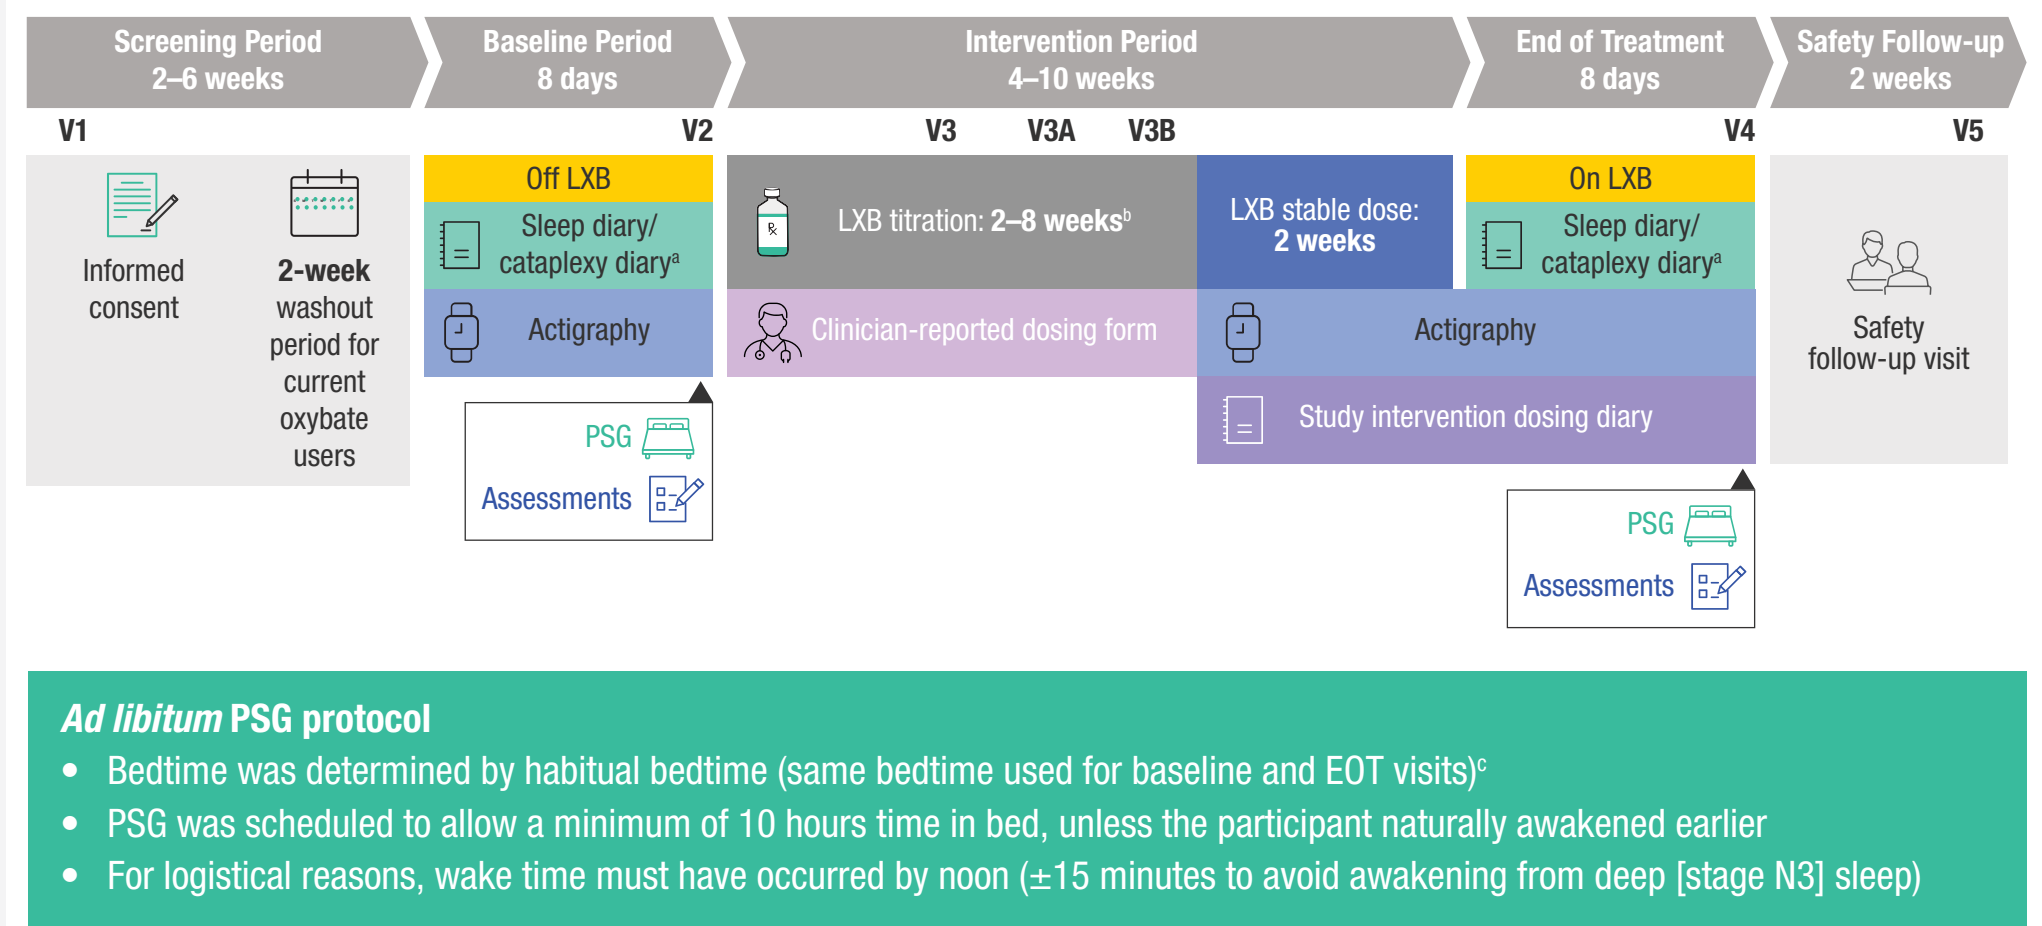 Screening Period
2–6 weeks
Baseline Period
8 days
Intervention Period
4–10 weeks
End of Treatment
8 days
Safety Follow-up
2 weeks
V1
V2
V3
V3A
V3B
V4
V5
Informed
consent
2-week
washout
period for
current
oxybate
users
Off LXB
Sleep diary/
cataplexy diaryᵃ
Actigraphy
PSG
Assessments
Rx
LXB titration: 2–8 weeksᵇ
Clinician-reported dosing form
LXB stable dose:
2 weeks
On LXB
Sleep diary/
cataplexy diaryᵃ
Actigraphy
Study intervention dosing diary
PSG
Assessments
Safety
follow-up visit
Ad libitum PSG protocol
• Bedtime was determined by habitual bedtime (same bedtime used for baseline and EOT visits)ᶜ
• PSG was scheduled to allow a minimum of 10 hours time in bed, unless the participant naturally awakened earlier
• For logistical reasons, wake time must have occurred by noon (±15 minutes to avoid awakening from deep [stage N3] sleep)